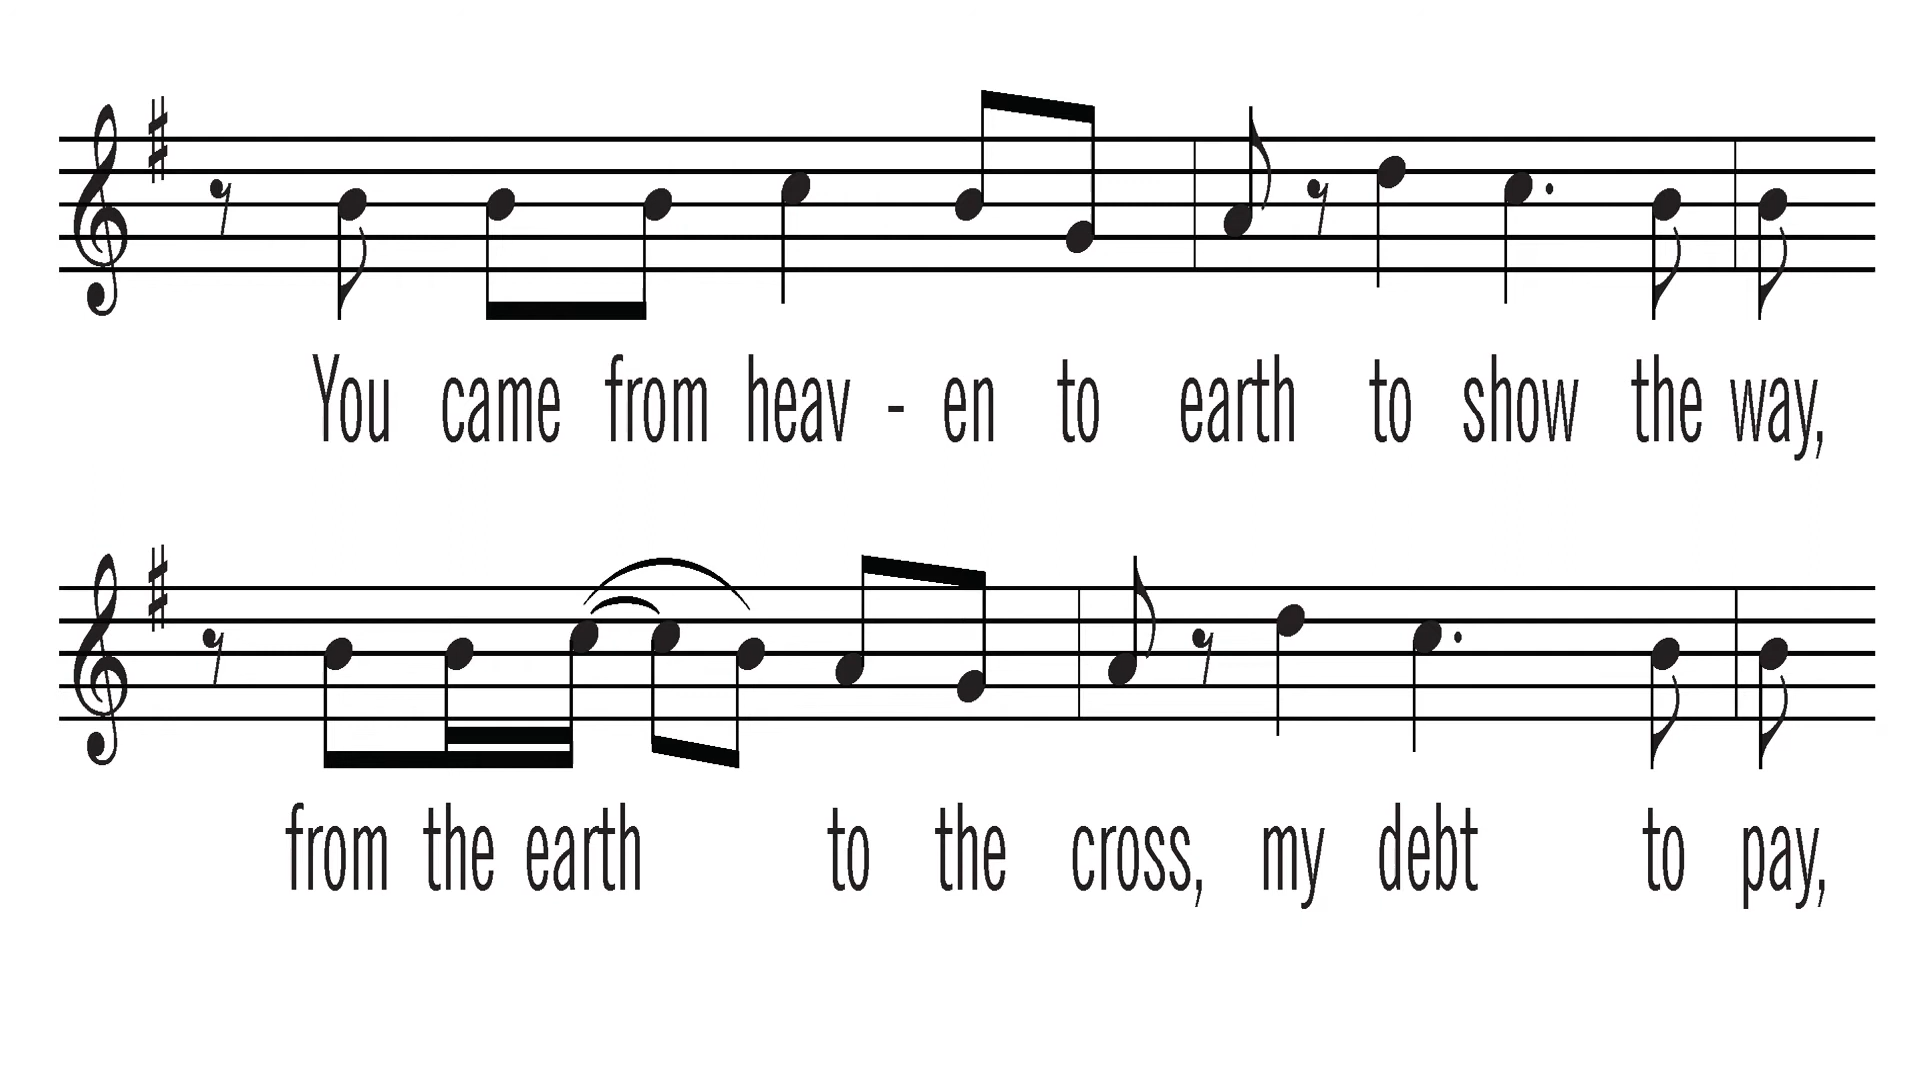 You came from heav - en to earth to show the way,
from the earth to the cross, my debt to pay,